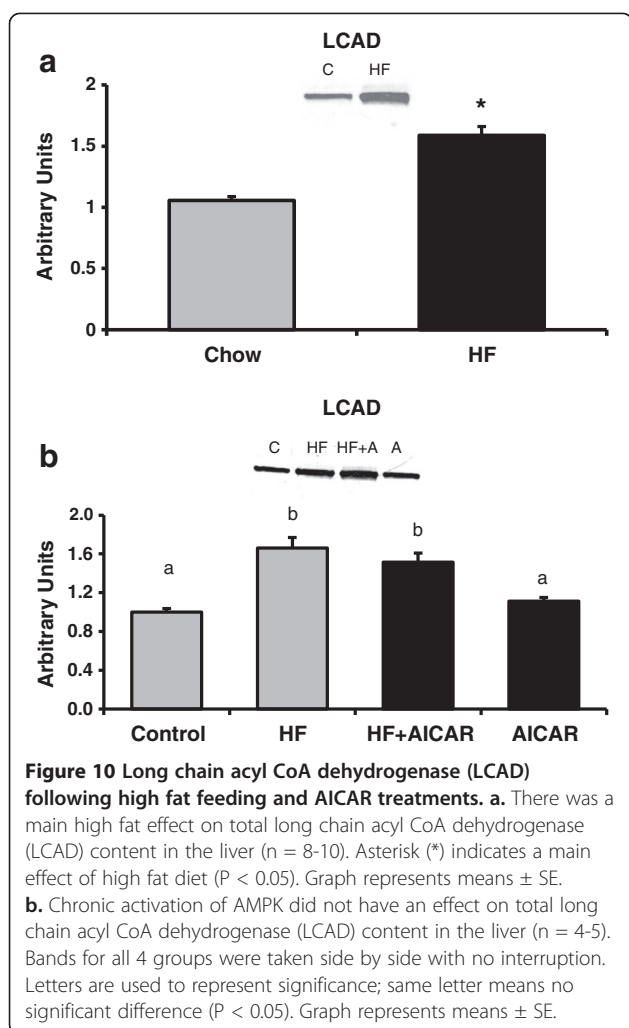 LCAD
a
C HF
2
*
1.5
1
0.5
0
Arbitrary Units
Chow HF
LCAD
b
C HF HF+A A
2.0
1.6
1.2
0.8
0.4
0.0
Arbitrary Units
a b b a
Control HF HF+AICAR AICAR
Figure 10 Long chain acyl CoA dehydrogenase (LCAD)
following high fat feeding and AICAR treatments. a. There was a
main high fat effect on total long chain acyl CoA dehydrogenase
(LCAD) content in the liver (n = 8-10). Asterisk (*) indicates a main
effect of high fat diet (P < 0.05). Graph represents means ± SE.
b. Chronic activation of AMPK did not have an effect on total long
chain acyl CoA dehydrogenase (LCAD) content in the liver (n = 4-5).
Bands for all 4 groups were taken side by side with no interruption.
Letters are used to represent significance; same letter means no
significant difference (P < 0.05). Graph represents means ± SE.